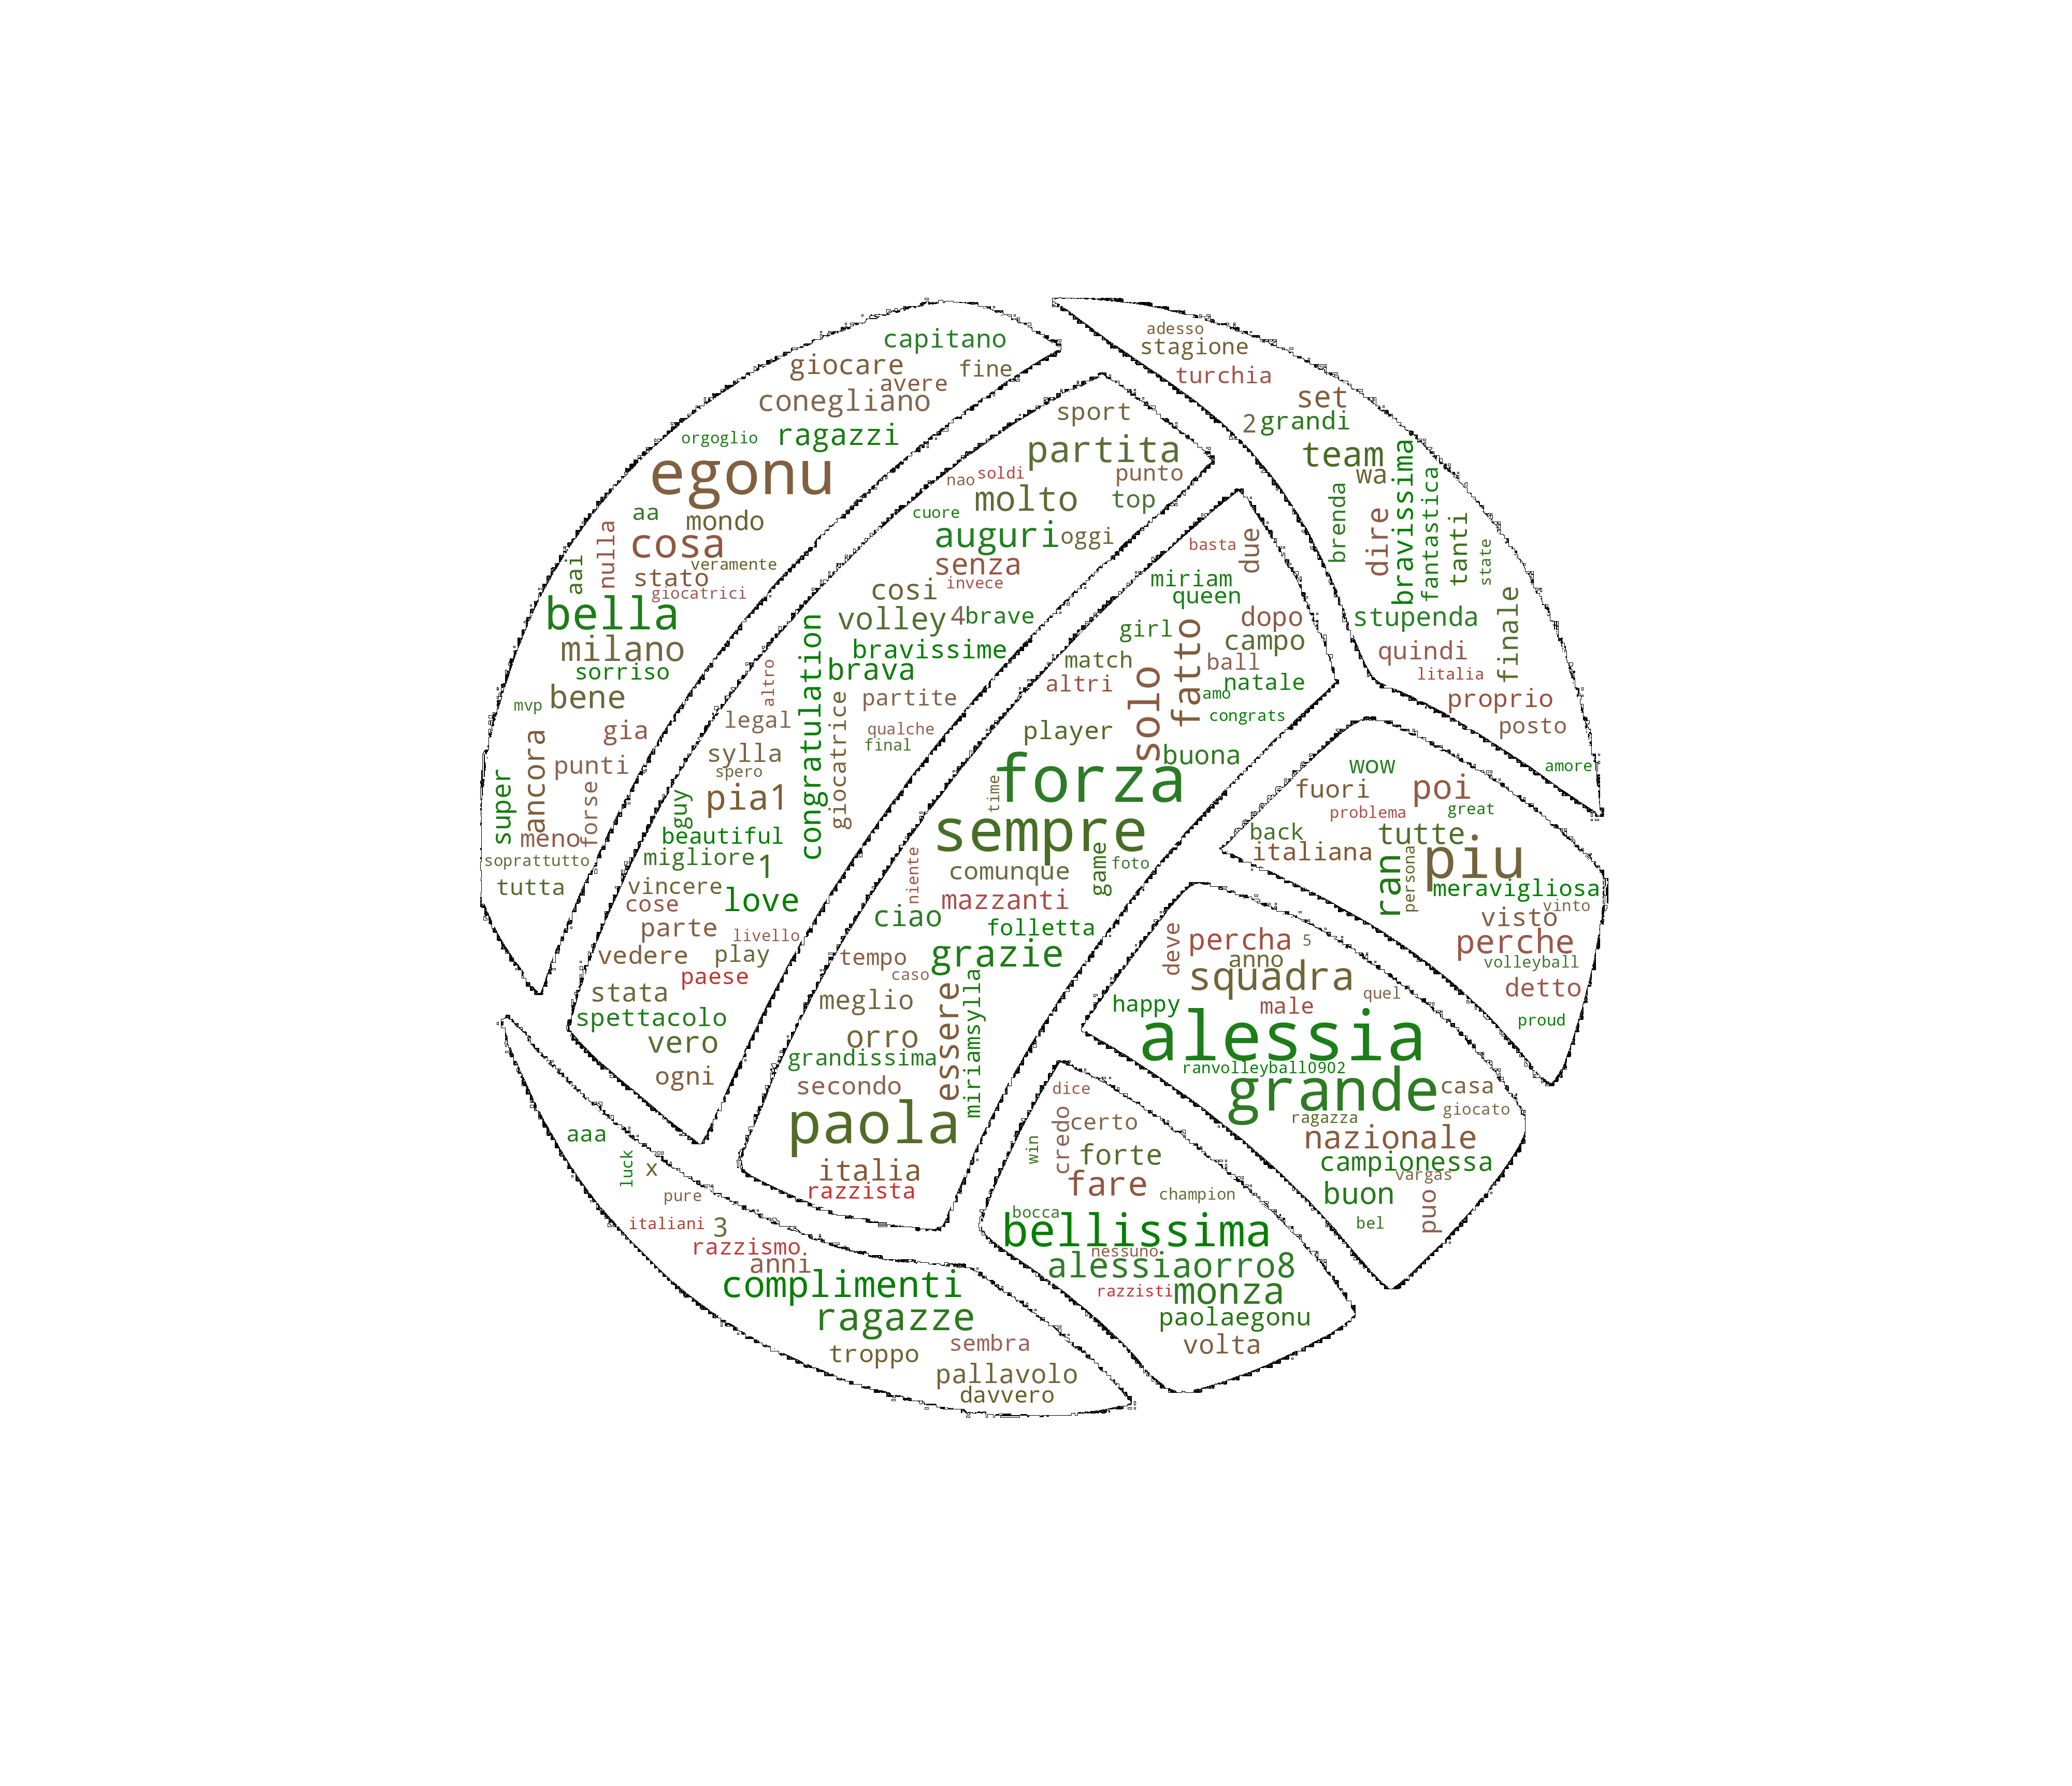 capitano
giocare
fine
avere
conegliano
orgoglio
ragazzi
egonu
aa
mondo
nulla
cosa
aai
veramente
stato
giocatrici
bella
milano
sorriso
bene
mvp
gia
ancora
punti
super
forse
meno
soprattutto
tutta
sport
partita
nao
soldi
punto
molto
top
cuore
auguri
oggi
senza
invece
cosi
volley
4
brave
congratulation
bravissime
brava
altro
partite
giocatrice
legal
qualche
final
sylla
spero
pia1
guy
beautiful
migliore
1
vincere
love
cose
parte
livello
vedere
play
paese
stata
spettacolo
vero
ogni
adesso
stagione
turchia
set
2
grandi
team
wa
bravissima
fantastica
brenda
dire
tanti
state
finale
stupenda
quindi
litalia
proprio
posto
amore
basta
due
miriam
queen
dopo
girl
fatto
campo
match
ball
altri
solo
natale
amo
congrats
player
buona
forza
time
sempre
niente
comunque
game
foto
mazzanti
ciao
folletta
grazie
tempo
caso
essere
miriamsylla
meglio
orro
grandissima
secondo
paola
italia
razzista
wow
fuori
poi
problema
great
back
tutte
italiana
piu
ran
persona
meravigliosa
vinto
visto
perche
volleyball
detto
proud
deve
percha
5
anno
squadra
quel
happy
male
alessia
ranvolleyball0902
grande
casa
giocato
ragazza
nazionale
campionessa
vargas
buon
puo
bel
dice
credo
certo
win
forte
fare
champion
bocca
bellissima
nessuno
alessiaorro8
razzisti
monza
paolaegonu
volta
aaa
luck
x
pure
italiani
3
razzismo
anni
complimenti
ragazze
sembra
troppo
pallavolo
davvero